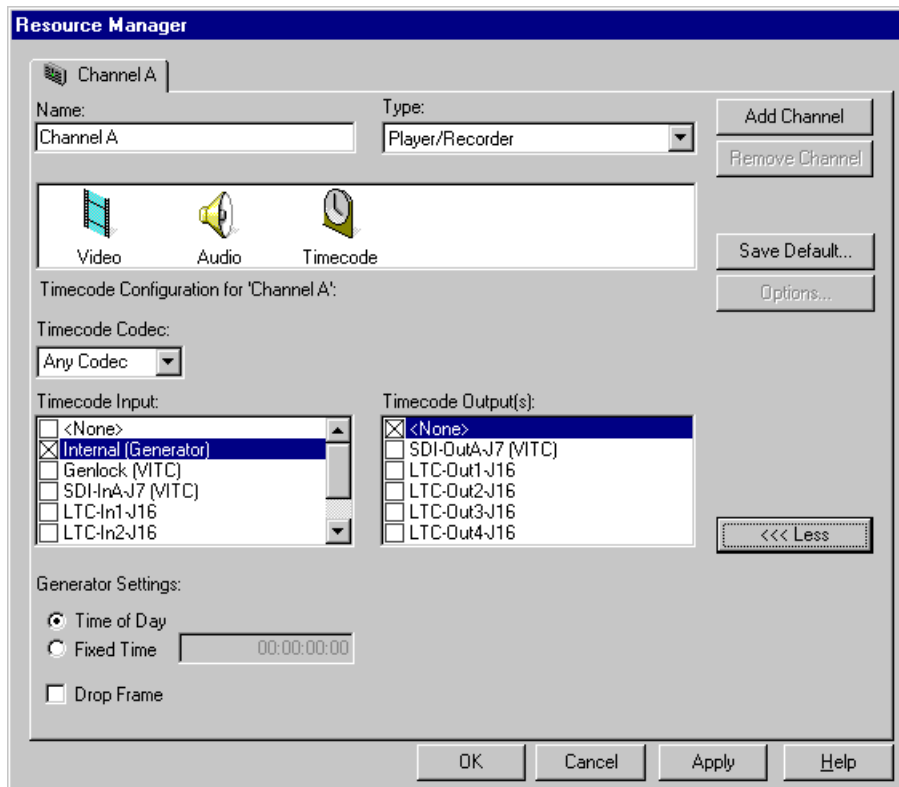 Resource Manager
Channel A
Name:
Type:
Channel A
Player/Recorder
Add Channel
Remove Channel
Video
Audio
Timecode
Save Default...
Options...
Timecode Configuration for 'Channel A':
Timecode Codec:
Any Codec
Timecode Input:
<None>
Internal (Generator)
Genlock (VITC)
SDI-InA-J7 (VITC)
LTC-In1-J16
LTC-In2-J16
Timecode Output(s):
<None>
SDI-OutA-J7 (VITC)
LTC-Out1-J16
LTC-Out2-J16
LTC-Out3-J16
LTC-Out4-J16
<<< Less
Generator Settings:
Time of Day
Fixed Time
00:00:00:00
Drop Frame
OK
Cancel
Apply
Help